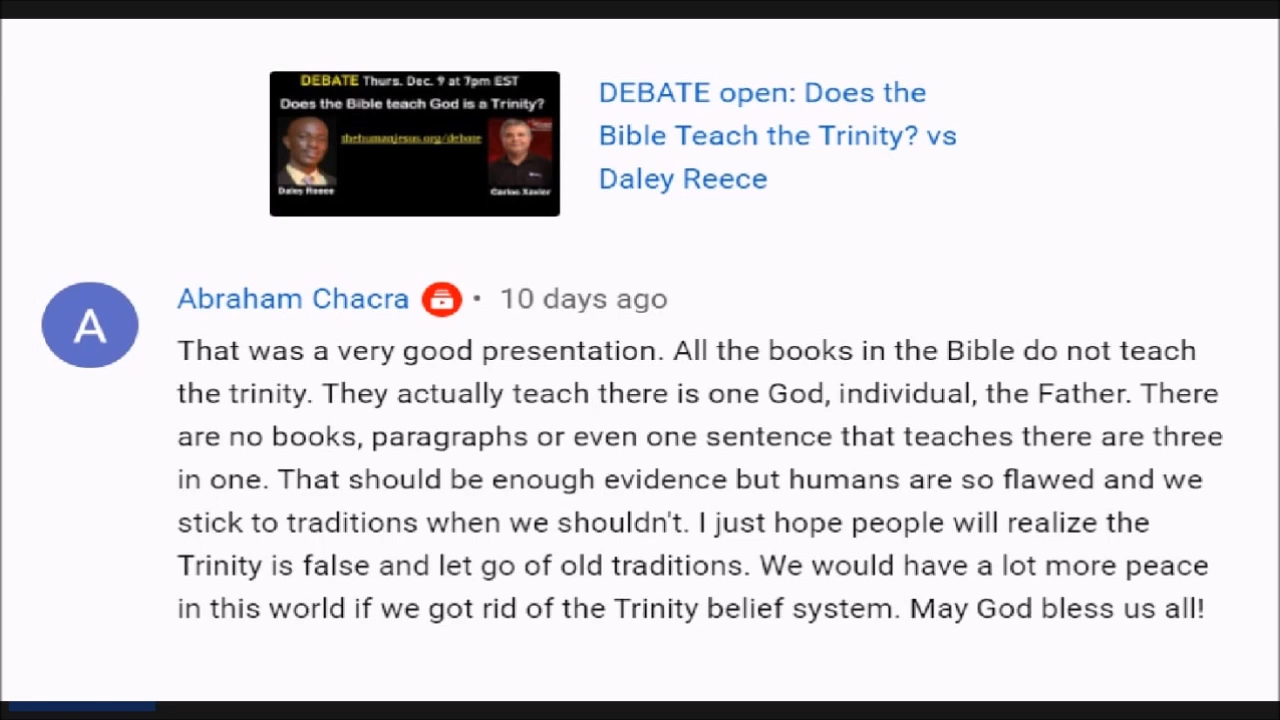 DEBATE Thurs. Dec. 9 at 7pm EST
Does the Bible teach God is a Trinity?
thehumanjesus.org/debate
Daley Reece
Carlos Xavier
DEBATE open: Does the
Bible Teach the Trinity? vs
Daley Reece
Abraham Chacra • 10 days ago
A
That was a very good presentation. All the books in the Bible do not teach
the trinity. They actually teach there is one God, individual, the Father. There
are no books, paragraphs or even one sentence that teaches there are three
in one. That should be enough evidence but humans are so flawed and we
stick to traditions when we shouldn't. I just hope people will realize the
Trinity is false and let go of old traditions. We would have a lot more peace
in this world if we got rid of the Trinity belief system. May God bless us all!